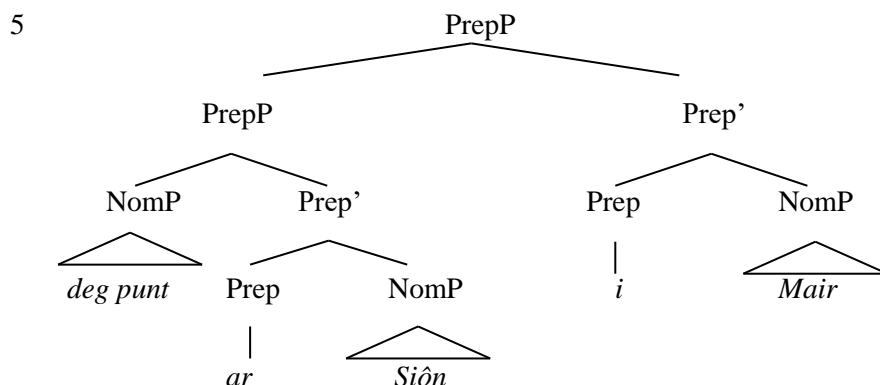 5 PrepP
PrepP Prep’
NomP Prep’ Prep NomP
deg punt Prep NomP i Mair
ar Siôn